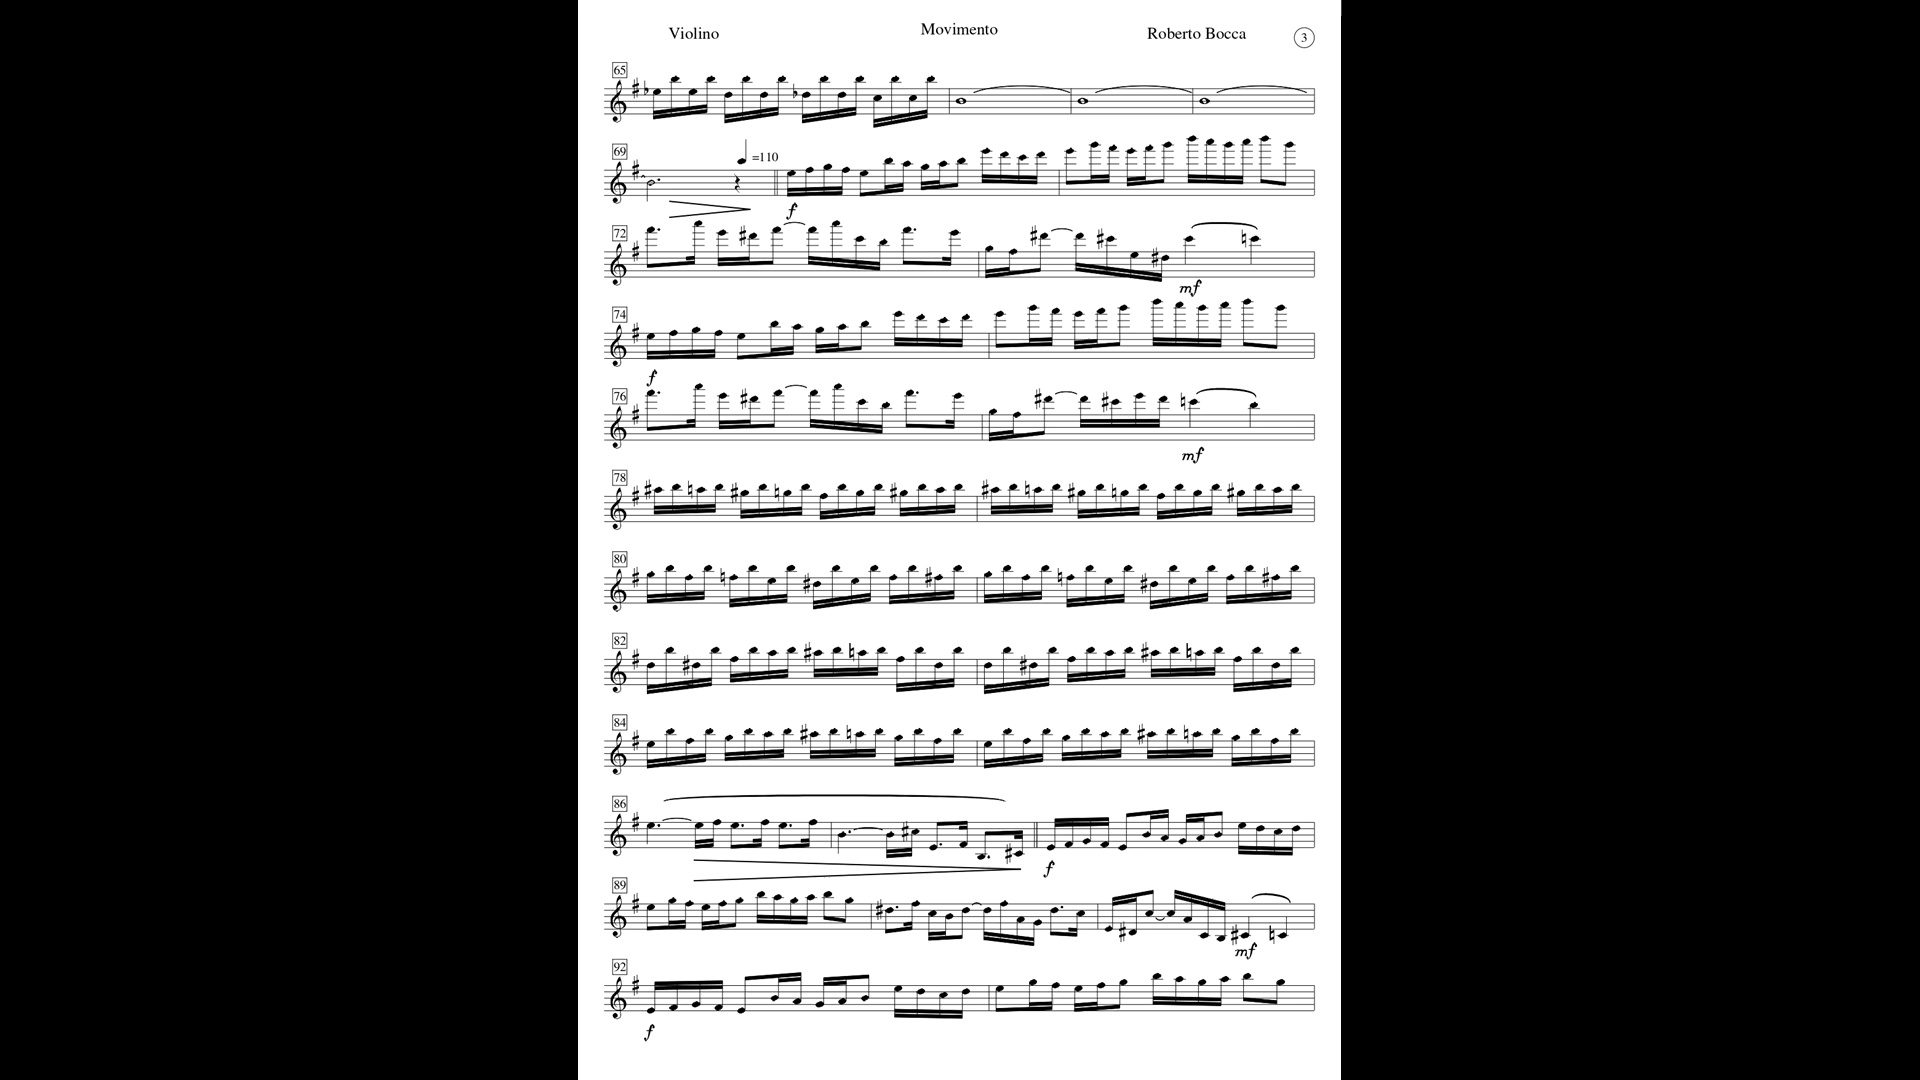 Violino Movimento Roberto Bocca 3
65
69 =110
f
72
mf
74
f
76
mf
78
80
82
84
86
f
89
mf
92
f